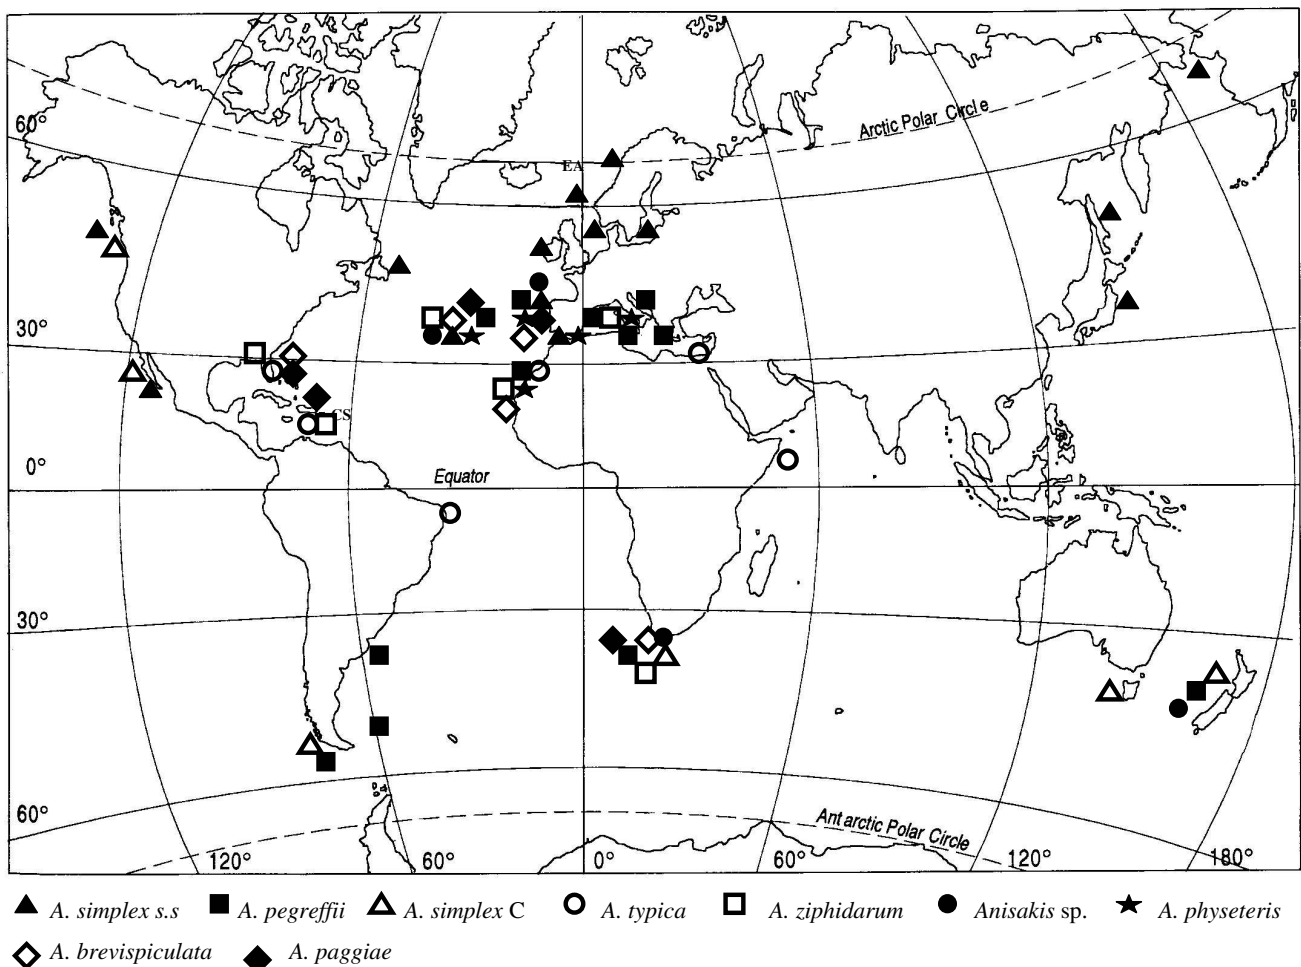 Arctic Polar Circle
60°
EA
30°
CS
0°
Equator
30°
60°
Antarctic Polar Circle
120° 60° 0° 60° 120° 180°
A. simplex s.s A. pegreffii A. simplex C A. typica A. ziphidarum Anisakis sp. A. physeteris
A. brevispiculata A. paggiae